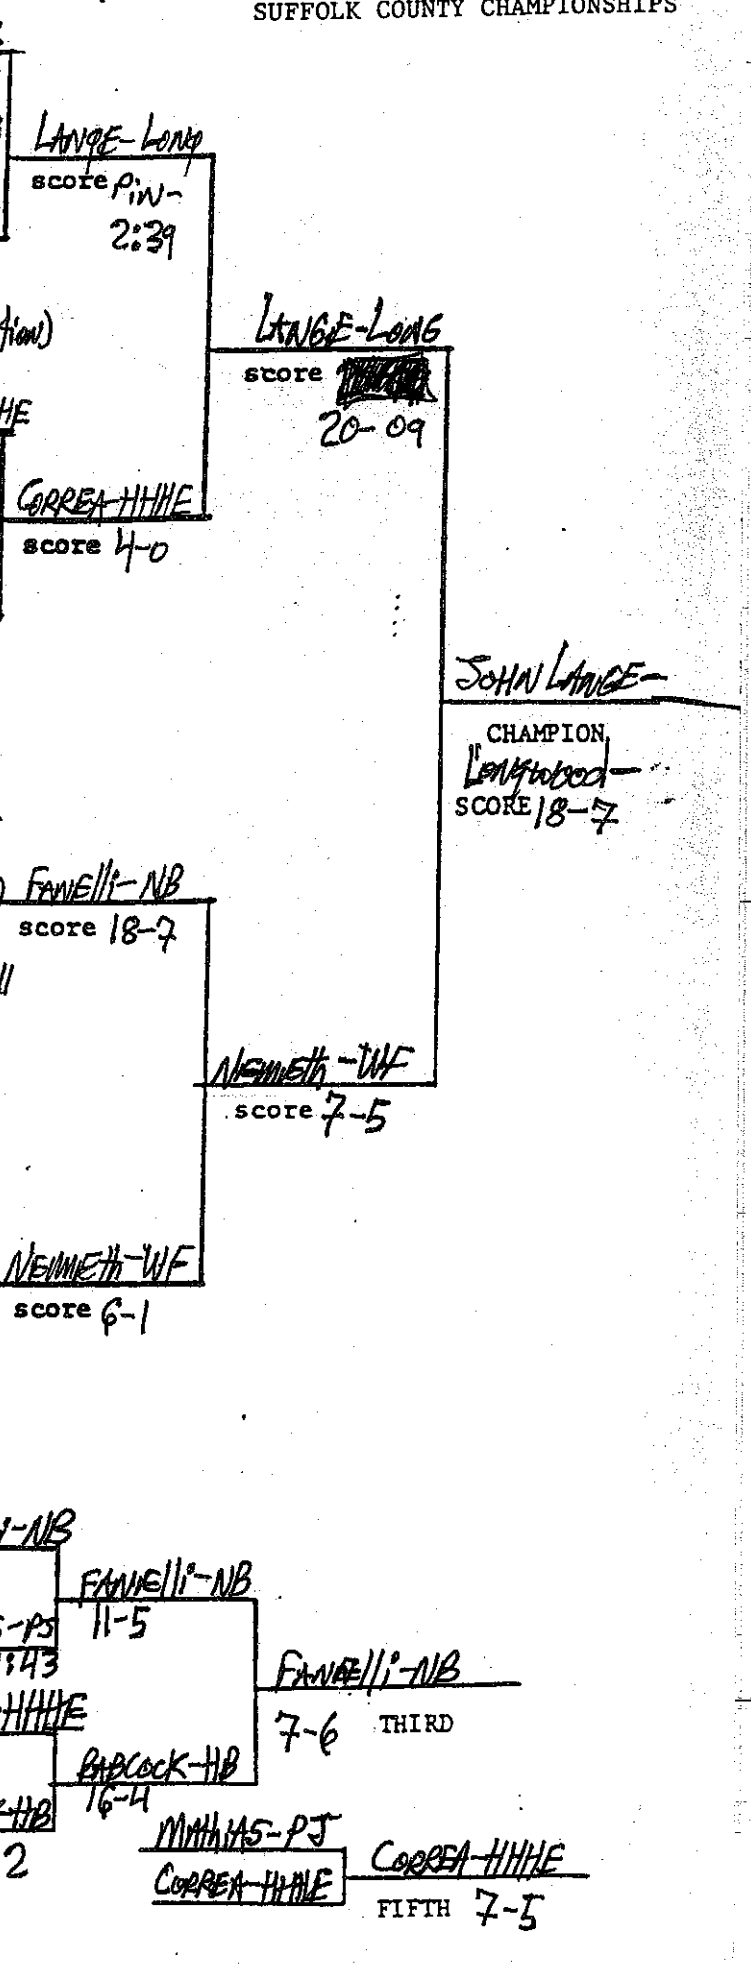 SUFFOLK COUNTY CHAMPIONSHIPS
LANGE-LONG
score PiN-
2:39
tion)
LANGE-LONG
score
20-09
HE
CORREA-HHHE
score 4-0
JOHN LANGE-
CHAMPION
Longwood-
SCORE 18-7
FANElli-NB
score 18-7
ll
NEMETH-WF
score 7-5
NEMETH-WF
score 6-1
i-NB
FANElli-NB
11-5
S-PJ
:43
FANElli-NB
7-6 THIRD
-HHHE
BABCOCK-HB
16-4
-HB
2
MAThiAS-PJ
CORREA-HHHE
CORREA-HHHE
FIFTH 7-5